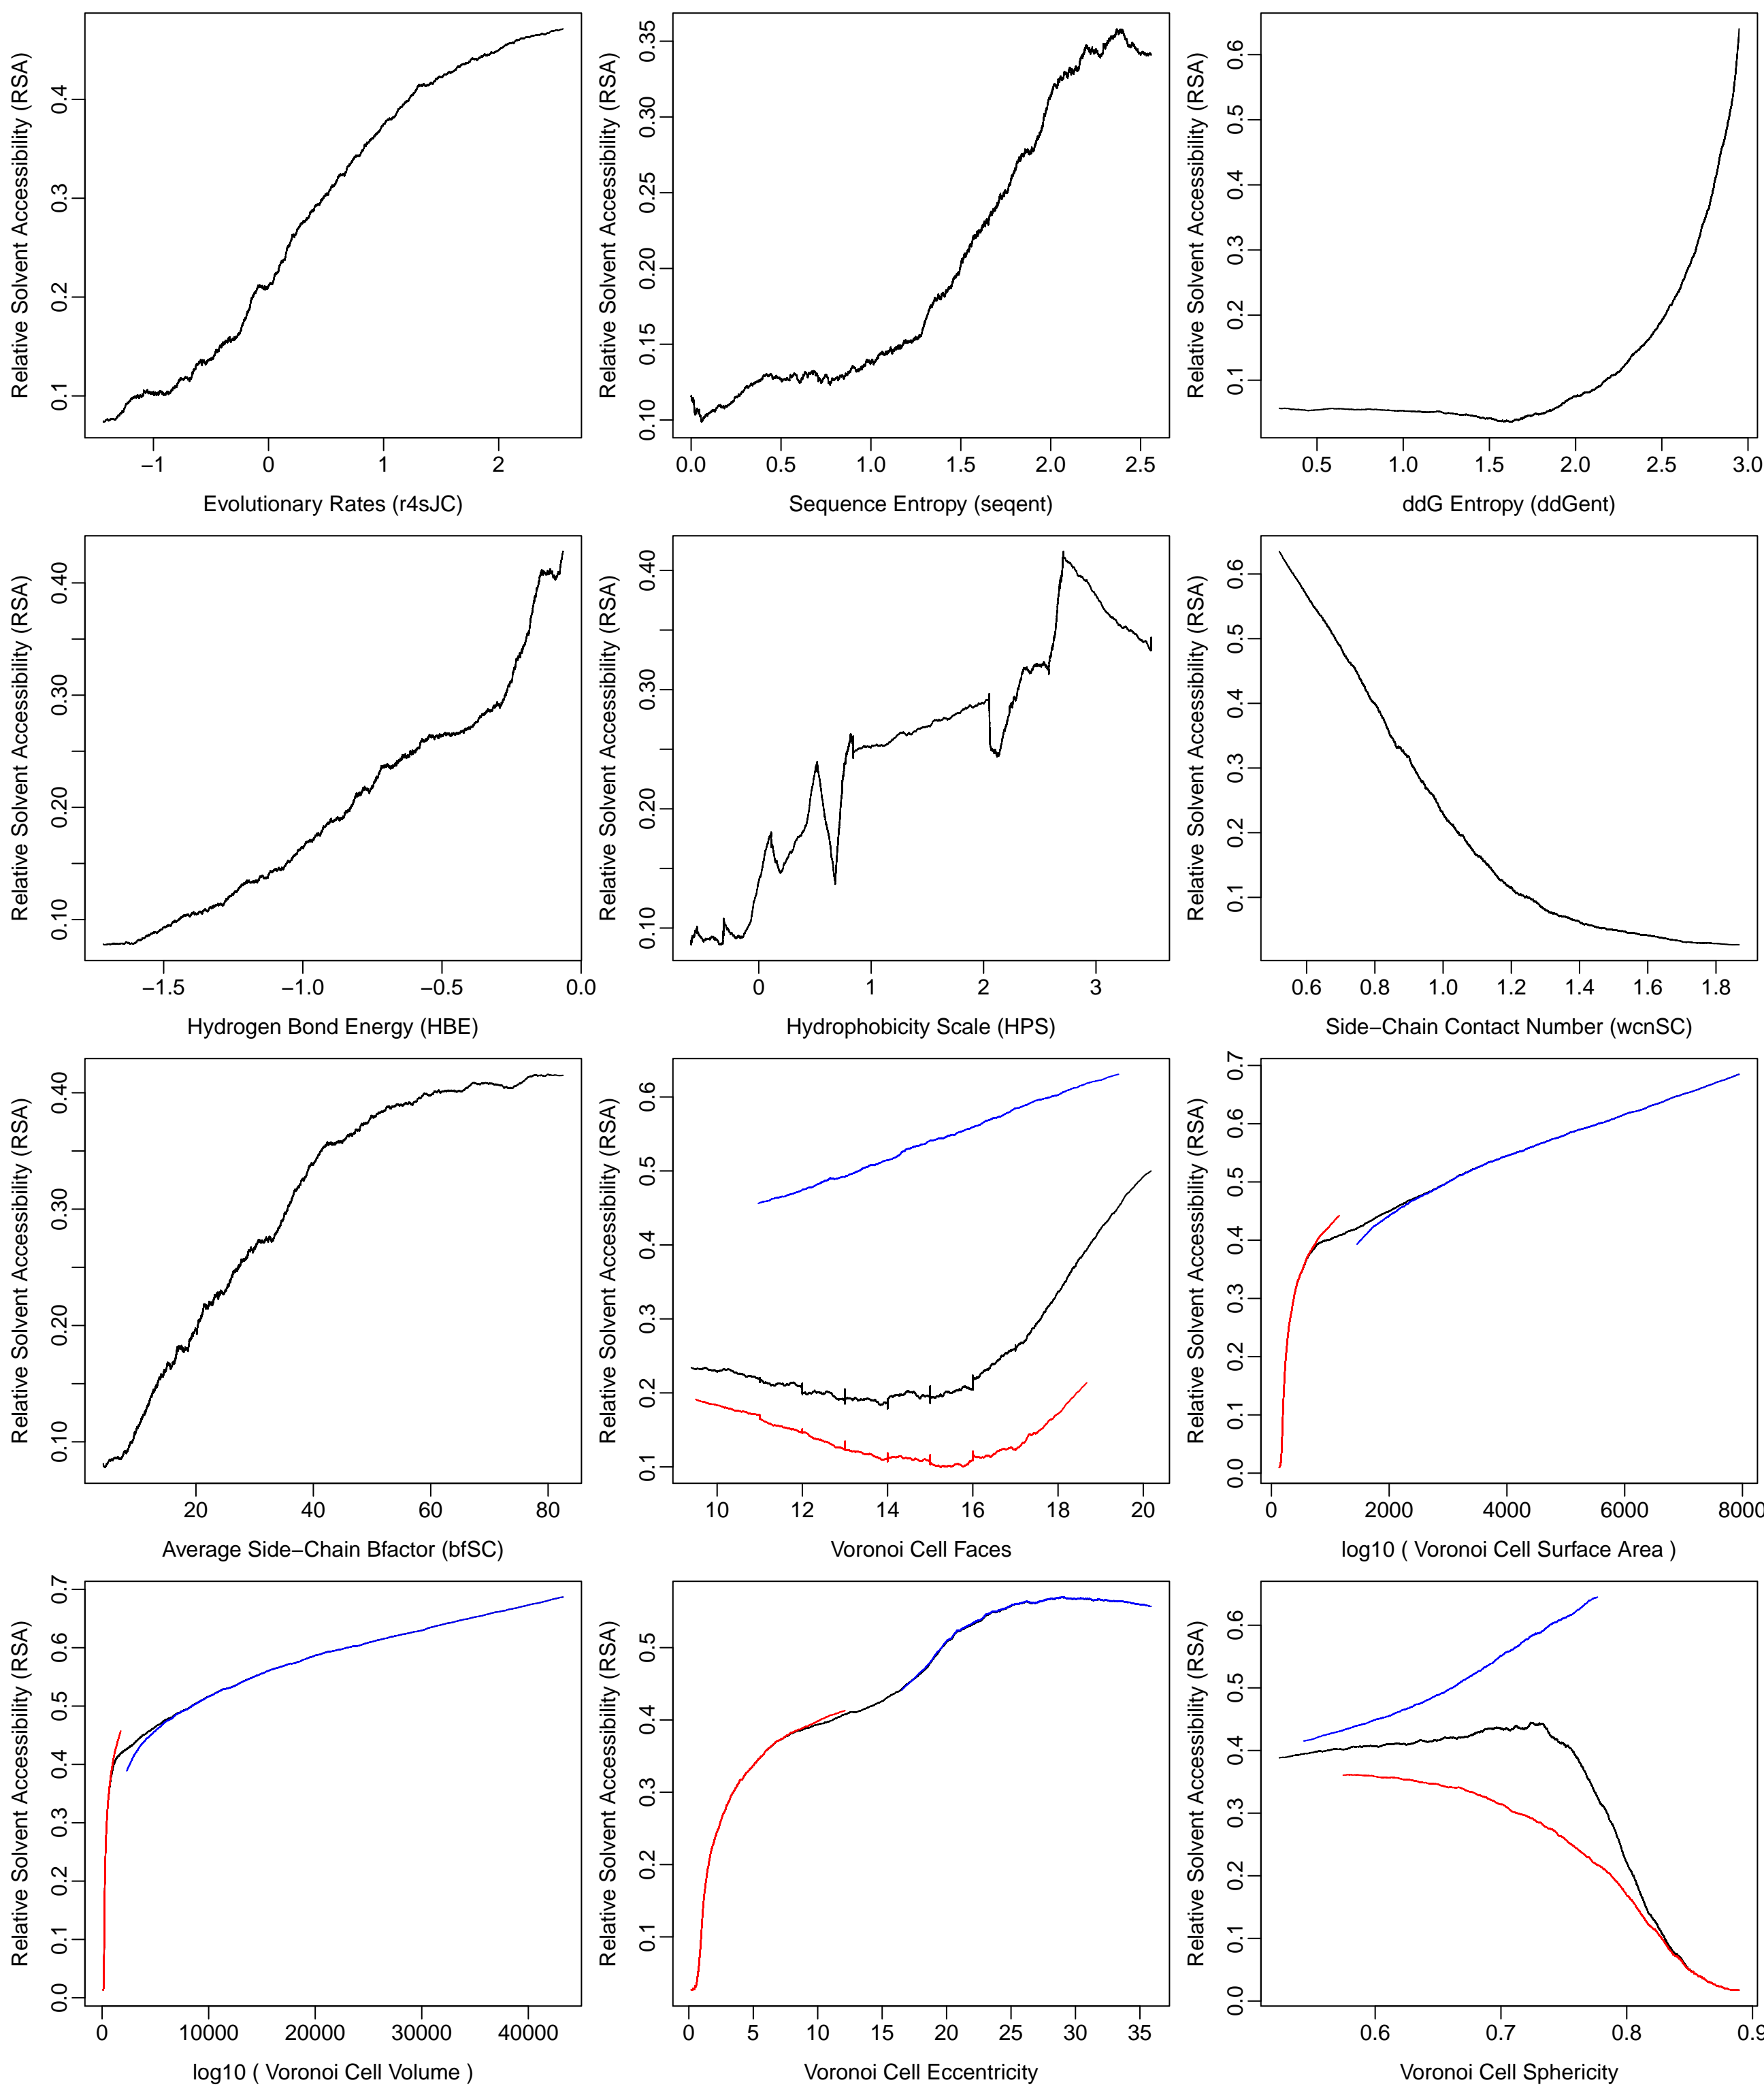 Relative Solvent Accessibility (RSA)
0.4
0.3
0.2
0.1
−1 0 1 2
Evolutionary Rates (r4sJC)
Relative Solvent Accessibility (RSA)
0.35
0.30
0.25
0.20
0.15
0.10
0.0 0.5 1.0 1.5 2.0 2.5
Sequence Entropy (seqent)
Relative Solvent Accessibility (RSA)
0.6
0.5
0.4
0.3
0.2
0.1
0.5 1.0 1.5 2.0 2.5 3.0
ddG Entropy (ddGent)
Relative Solvent Accessibility (RSA)
0.40
0.30
0.20
0.10
−1.5 −1.0 −0.5 0.0
Hydrogen Bond Energy (HBE)
Relative Solvent Accessibility (RSA)
0.40
0.30
0.20
0.10
0 1 2 3
Hydrophobicity Scale (HPS)
Relative Solvent Accessibility (RSA)
0.6
0.5
0.4
0.3
0.2
0.1
0.6 0.8 1.0 1.2 1.4 1.6 1.8
Side−Chain Contact Number (wcnSC)
Relative Solvent Accessibility (RSA)
0.40
0.30
0.20
0.10
20 40 60 80
Average Side−Chain Bfactor (bfSC)
Relative Solvent Accessibility (RSA)
0.6
0.5
0.4
0.3
0.2
0.1
10 12 14 16 18 20
Voronoi Cell Faces
Relative Solvent Accessibility (RSA)
0.7
0.6
0.5
0.4
0.3
0.2
0.1
0.0
0 2000 4000 6000 8000
log10 ( Voronoi Cell Surface Area )
Relative Solvent Accessibility (RSA)
0.7
0.6
0.5
0.4
0.3
0.2
0.1
0.0
0 10000 20000 30000 40000
log10 ( Voronoi Cell Volume )
Relative Solvent Accessibility (RSA)
0.5
0.4
0.3
0.2
0.1
0 5 10 15 20 25 30 35
Voronoi Cell Eccentricity
Relative Solvent Accessibility (RSA)
0.6
0.5
0.4
0.3
0.2
0.1
0.0
0.6 0.7 0.8 0.9
Voronoi Cell Sphericity